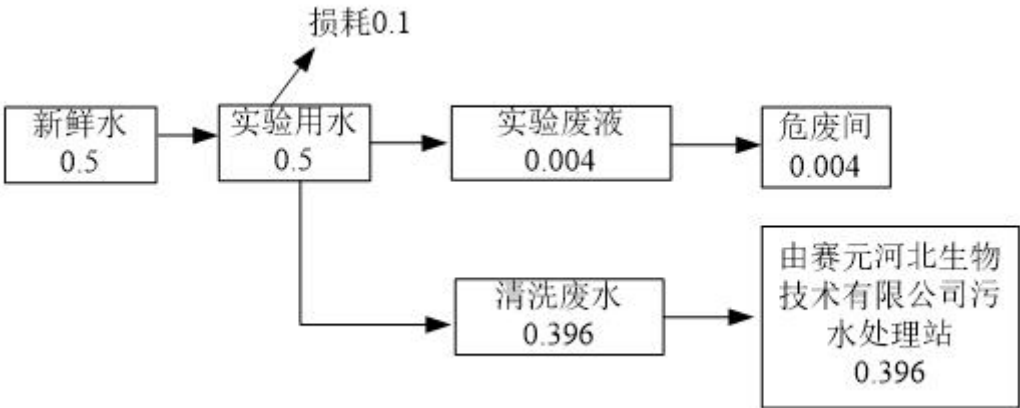 损耗0.1
新鲜水
0.5
实验用水
0.5
实验废液
0.004
危废间
0.004
清洗废水
0.396
由赛元河北生物
技术有限公司污
水处理站
0.396